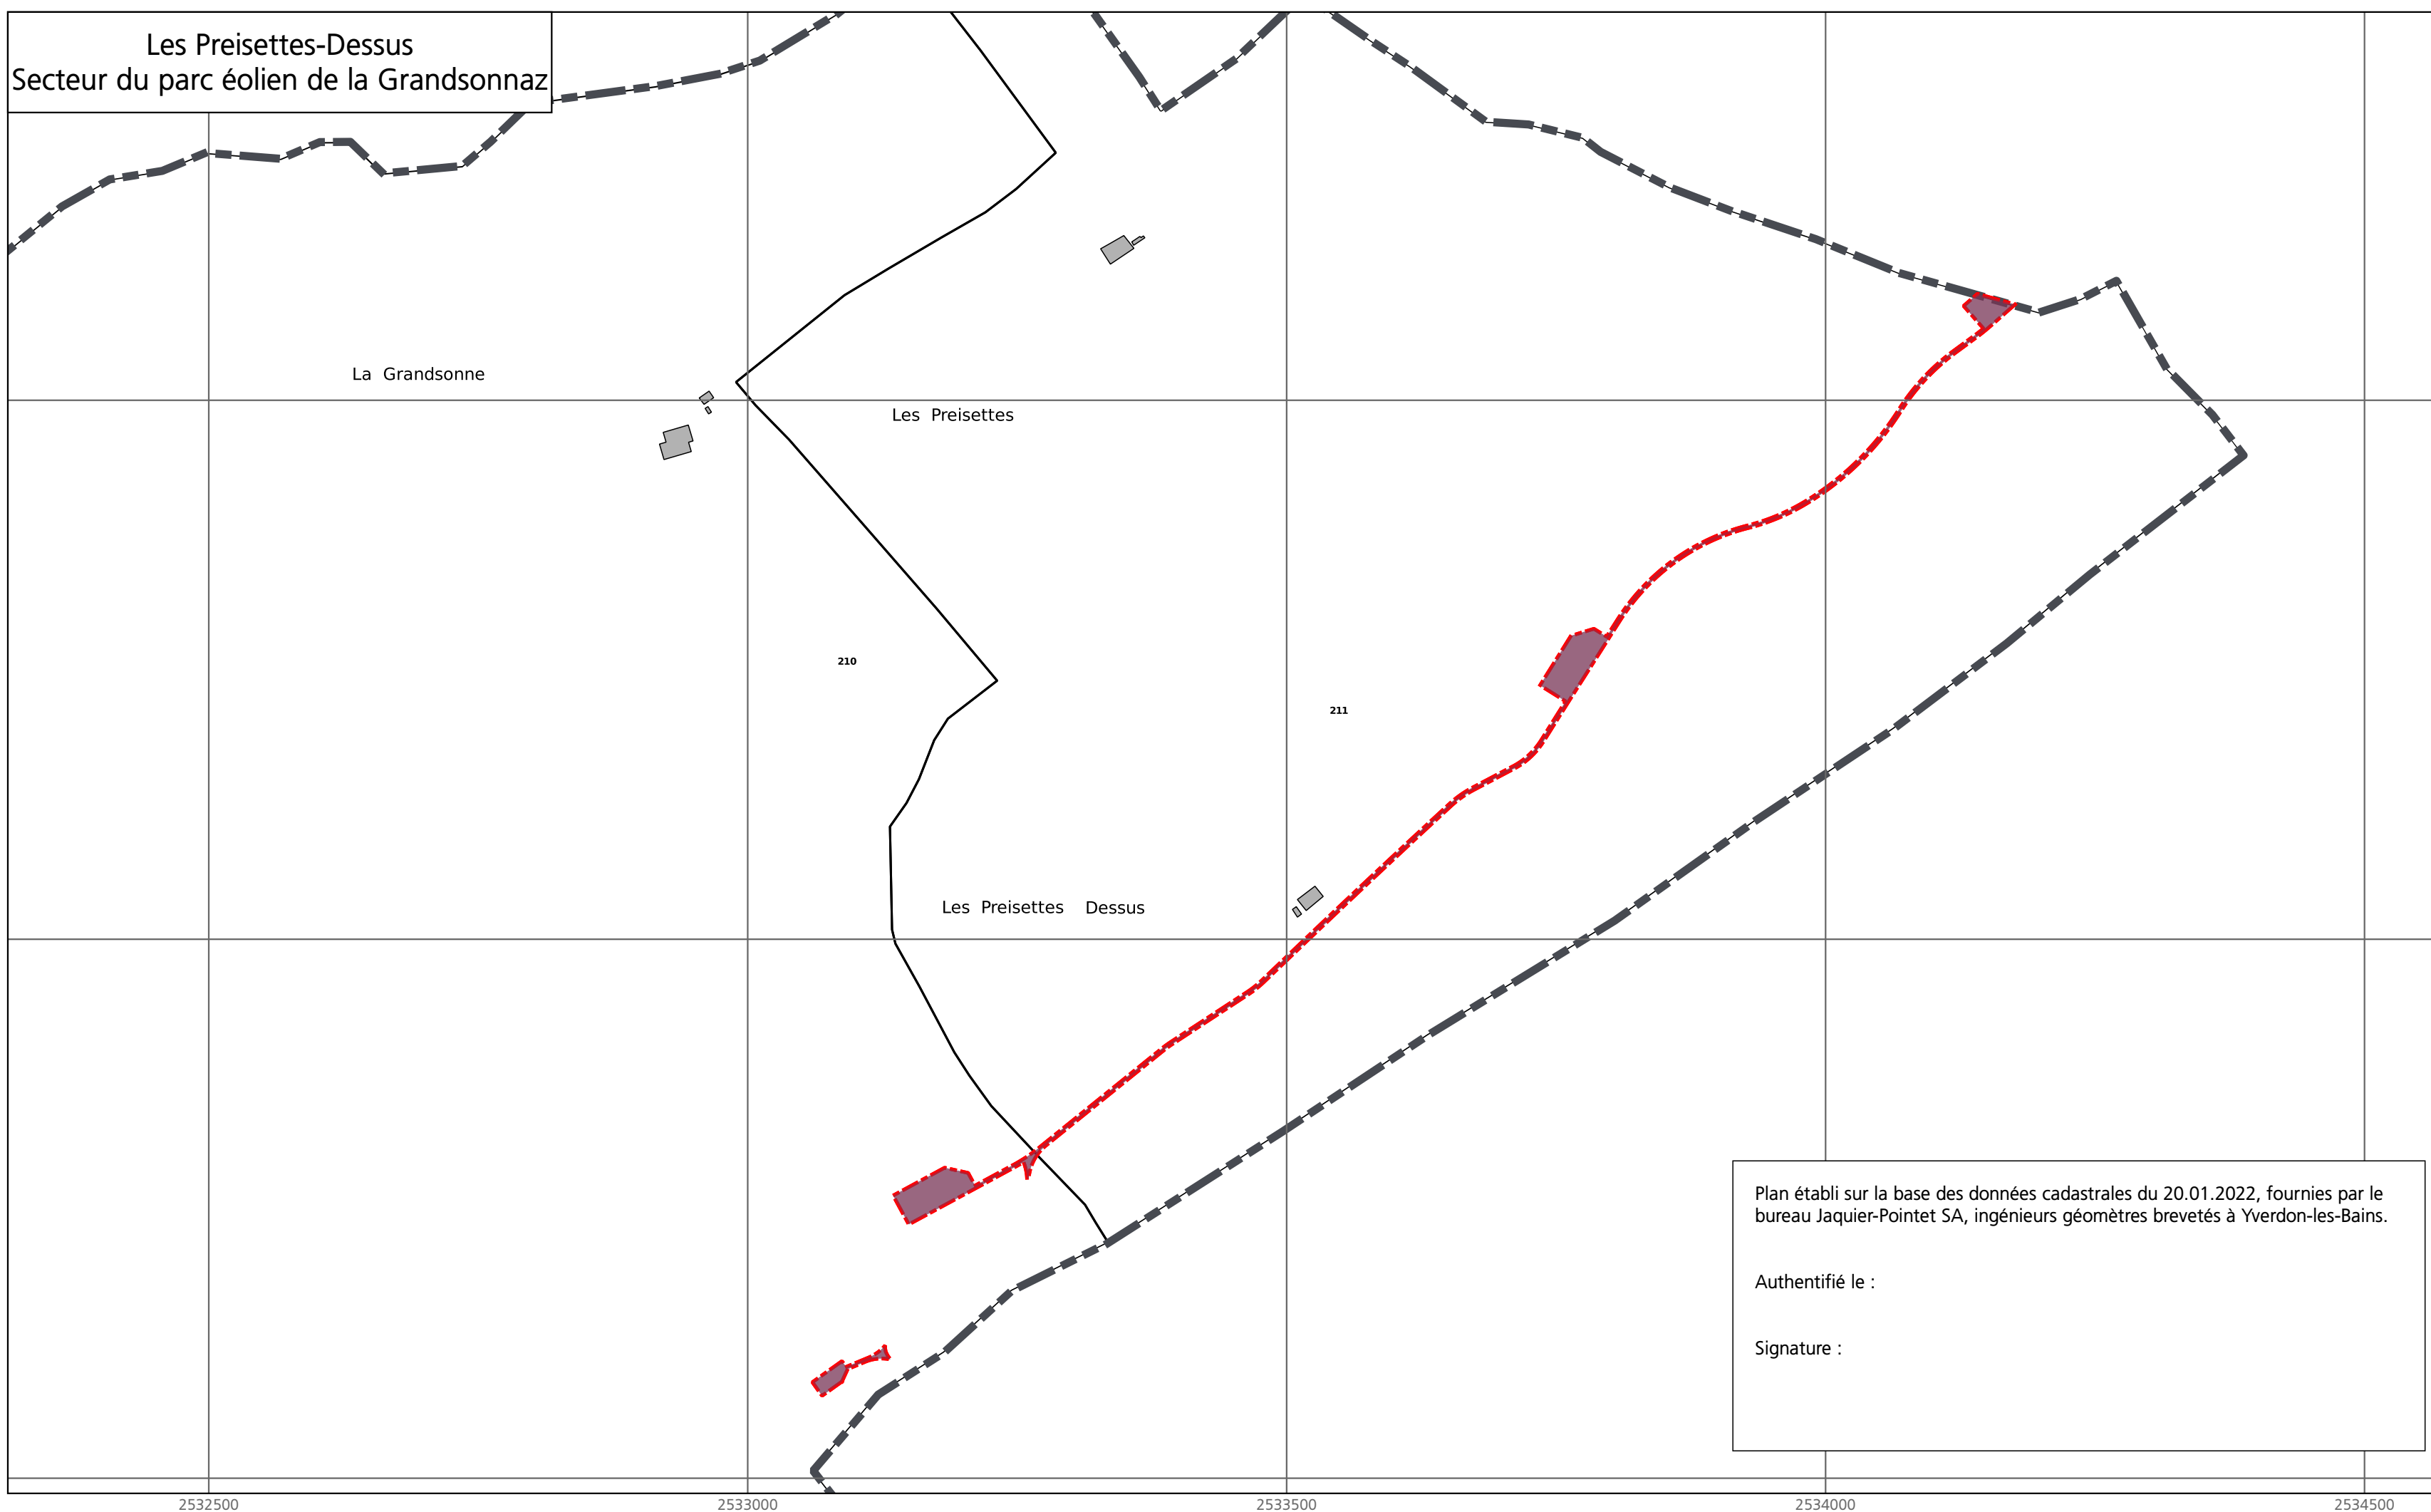 Les Preisettes-Dessus
Secteur du parc éolien de la Grandsonnaz
La Grandsonne
Les Preisettes
210
211
Les Preisettes Dessus
Plan établi sur la base des données cadastrales du 20.01.2022, fournies par le
bureau Jaquier-Pointet SA, ingénieurs géomètres brevetés à Yverdon-les-Bains.
Authentifié le :
Signature :
2532500
2533000
2533500
2534000
2534500